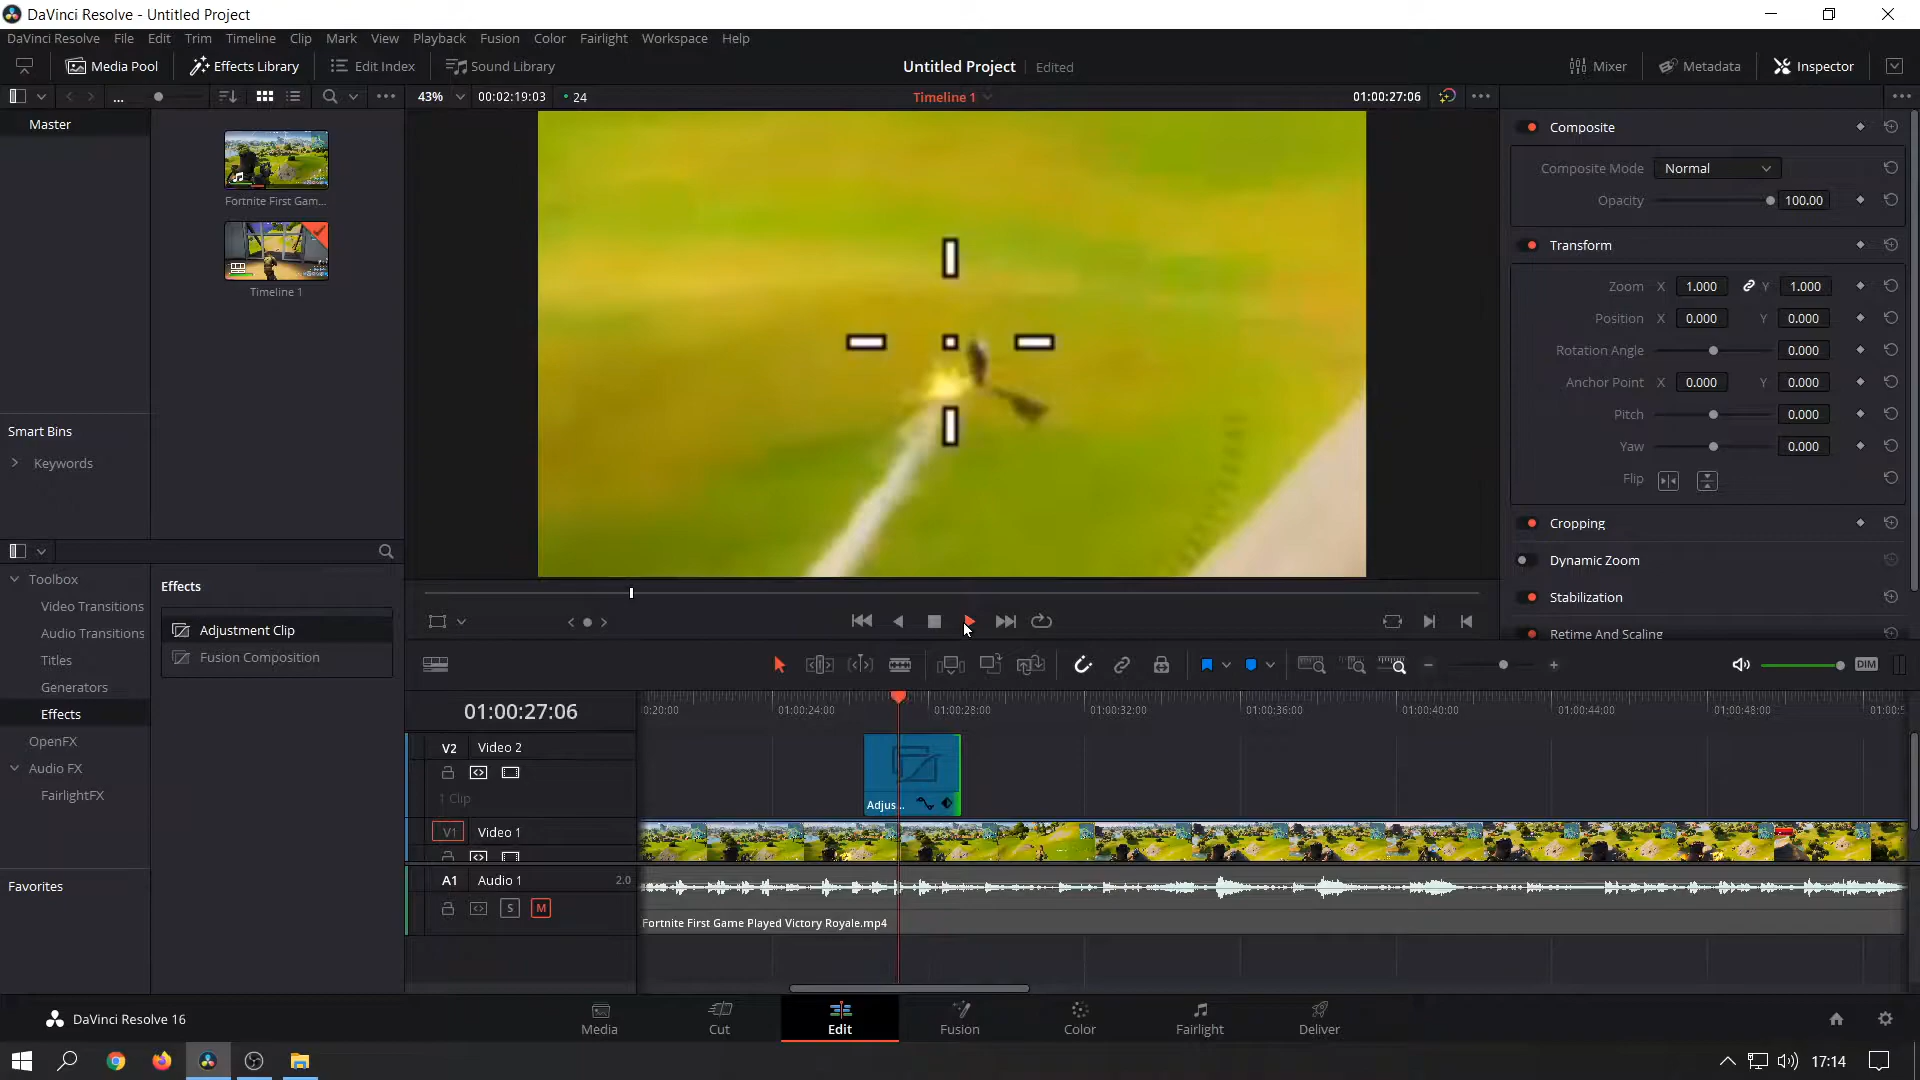 DaVinci Resolve - Untitled Project
DaVinci Resolve File Edit Trim Timeline Clip Mark View Playback Fusion Color Fairlight Workspace Help
Media Pool Effects Library Edit Index Sound Library Untitled Project Edited Mixer Metadata Inspector
... 43% 00:02:19:03 24 Timeline 1 01:00:27:06
Master
Fortnite First Gam...
Timeline 1
Smart Bins
Keywords
Composite
Composite Mode Normal
Opacity 100.00
Transform
Zoom X 1.000 Y 1.000
Position X 0.000 Y 0.000
Rotation Angle 0.000
Anchor Point X 0.000 Y 0.000
Pitch 0.000
Yaw 0.000
Flip
Cropping
Dynamic Zoom
Stabilization
Retime And Scaling
Toolbox
Video Transitions
Audio Transitions
Titles
Generators
Effects
OpenFX
Audio FX
FairlightFX
Favorites
Effects
Adjustment Clip
Fusion Composition
DIM
01:00:27:06
0:20:00 01:00:24:00 01:00:28:00 01:00:32:00 01:00:36:00 01:00:40:00 01:00:44:00 01:00:48:00 01:00:5
V2 Video 2
1 Clip
Adjus...
V1 Video 1
A1 Audio 1 2.0
S M
Fortnite First Game Played Victory Royale.mp4
DaVinci Resolve 16
Media Cut Edit Fusion Color Fairlight Deliver
17:14